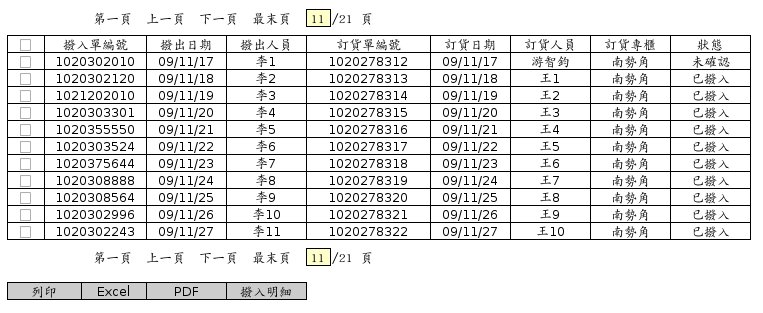 第一頁 上一頁 下一頁 最末頁 11/21 頁
撥入單編號 撥出日期 撥出人員 訂貨單編號 訂貨日期 訂貨人員 訂貨專櫃 狀態
1020302010 09/11/17 李1 1020278312 09/11/17 游智鈞 南勢角 未確認
1020302120 09/11/18 李2 1020278313 09/11/18 王1 南勢角 已撥入
1021202010 09/11/19 李3 1020278314 09/11/19 王2 南勢角 已撥入
1020303301 09/11/20 李4 1020278315 09/11/20 王3 南勢角 已撥入
1020355550 09/11/21 李5 1020278316 09/11/21 王4 南勢角 已撥入
1020303524 09/11/22 李6 1020278317 09/11/22 王5 南勢角 已撥入
1020375644 09/11/23 李7 1020278318 09/11/23 王6 南勢角 已撥入
1020308888 09/11/24 李8 1020278319 09/11/24 王7 南勢角 已撥入
1020308564 09/11/25 李9 1020278320 09/11/25 王8 南勢角 已撥入
1020302996 09/11/26 李10 1020278321 09/11/26 王9 南勢角 已撥入
1020302243 09/11/27 李11 1020278322 09/11/27 王10 南勢角 已撥入
第一頁 上一頁 下一頁 最末頁 11/21 頁
列印 Excel PDF 撥入明細